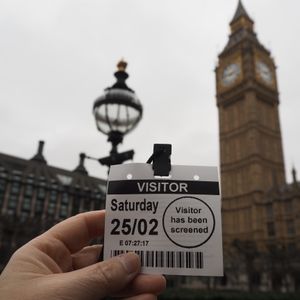 VISITOR
Saturday
25/02
E 07:27:17
Visitor
has been
screened